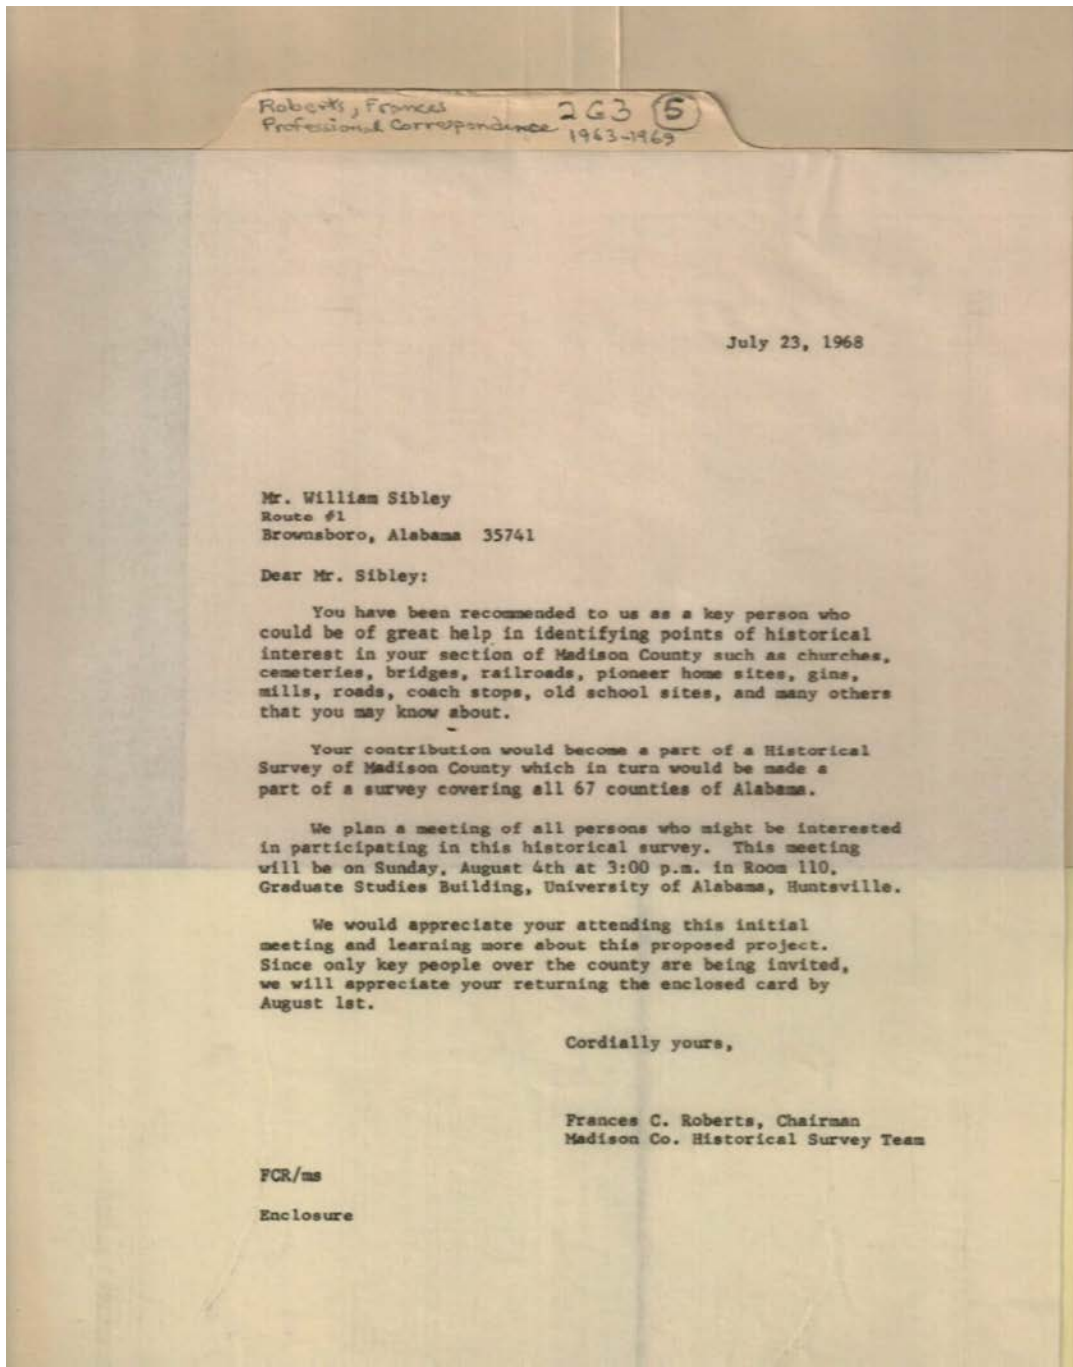 Roberts, Frances 2G3 5
Professional Correspondence 1963-1969
July 23, 1968
Mr. William Sibley
Route #1
Brownsboro, Alabama 35741
Dear Mr. Sibley:
You have been recommended to us as a key person who
could be of great help in identifying points of historical
interest in your section of Madison County such as churches,
cemeteries, bridges, railroads, pioneer home sites, gins,
mills, roads, coach stops, old school sites, and many others
that you may know about.
Your contribution would become a part of a Historical
Survey of Madison County which in turn would be made a
part of a survey covering all 67 counties of Alabama.
We plan a meeting of all persons who might be interested
in participating in this historical survey. This meeting
will be on Sunday, August 4th at 3:00 p.m. in Room 110,
Graduate Studies Building, University of Alabama, Huntsville.
We would appreciate your attending this initial
meeting and learning more about this proposed project.
Since only key people over the county are being invited,
we will appreciate your returning the enclosed card by
August 1st.
Cordially yours,
Frances C. Roberts, Chairman
Madison Co. Historical Survey Team
FCR/ms
Enclosure